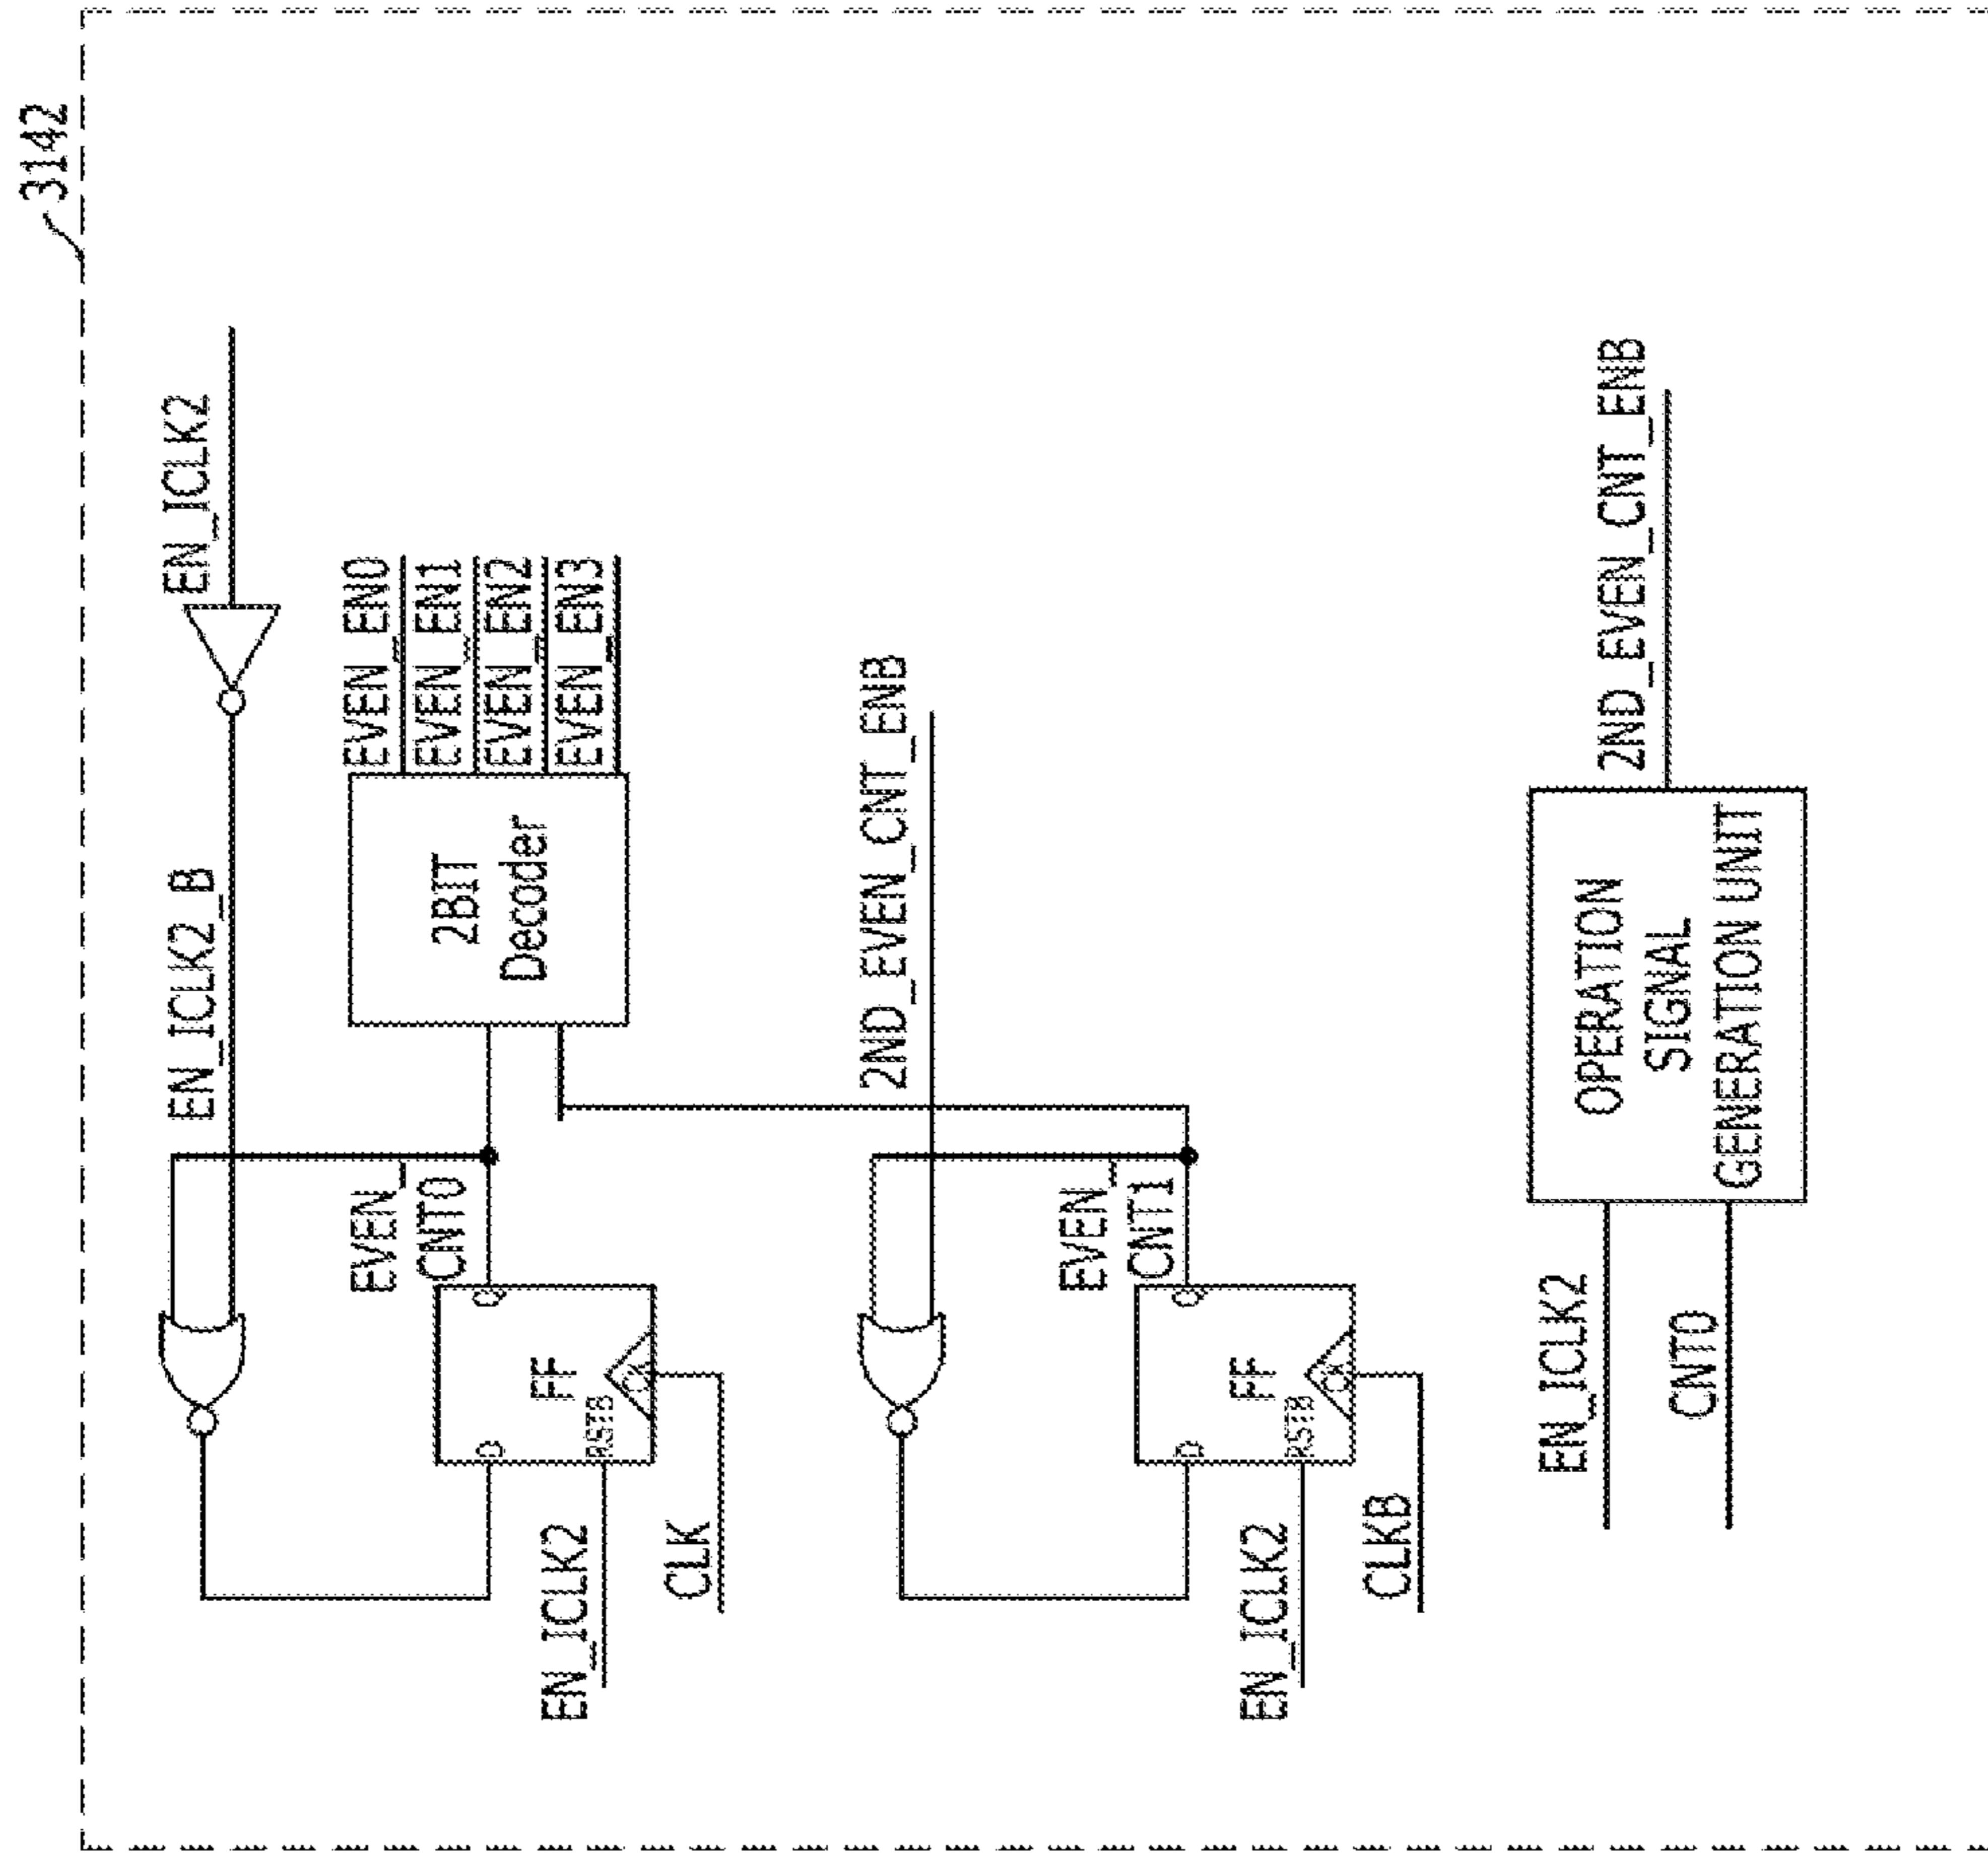 3142
EN_ICLK2_B
EN_ICLK2
EVEN_
CNT0
D
Q
FF
RSTB
CK
EN_ICLK2
CLK
2BIT
Decoder
EVEN_EN0
EVEN_EN1
EVEN_EN2
EVEN_EN3
2ND_EVEN_CNT_ENB
EVEN_
CNT1
D
Q
FF
RSTB
CK
EN_ICLK2
CLKB
EN_ICLK2
CNT0
OPERATION
SIGNAL
GENERATION UNIT
2ND_EVEN_CNT_ENB